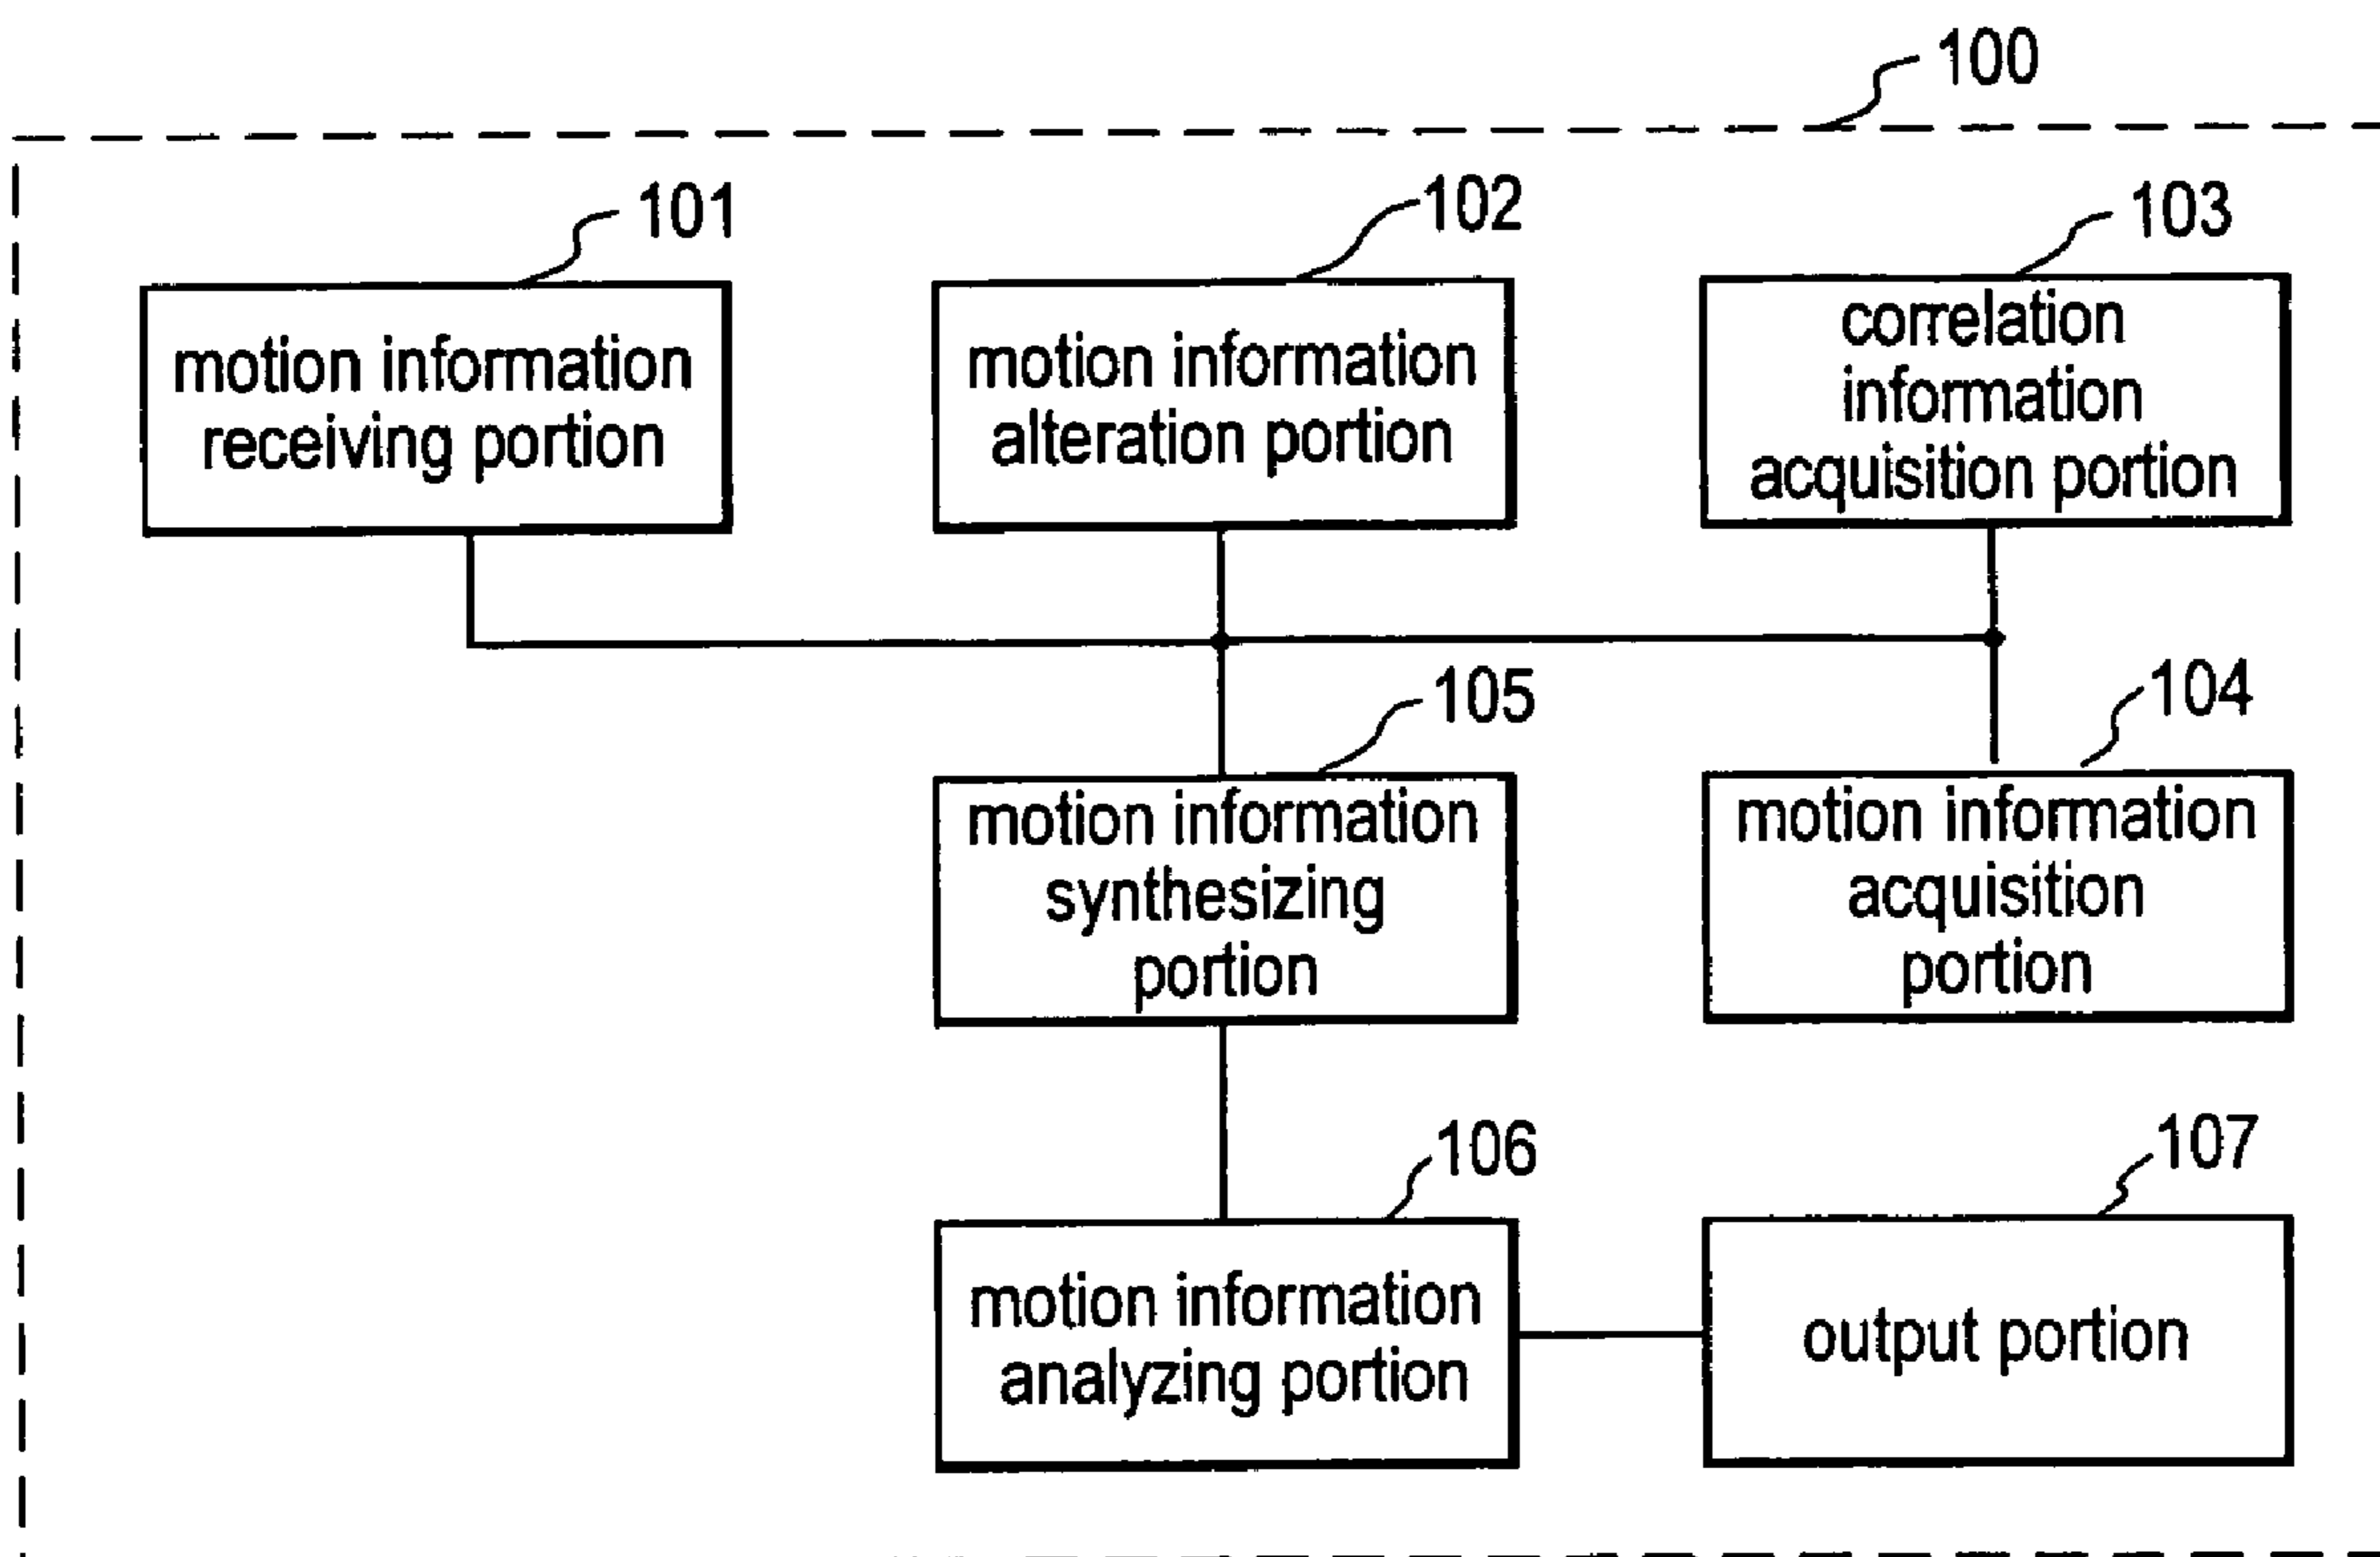 100
101
motion information
receiving portion
102
motion information
alteration portion
103
correlation
information
acquisition portion
105
motion information
synthesizing
portion
104
motion information
acquisition
portion
106
motion information
analyzing portion
107
output portion